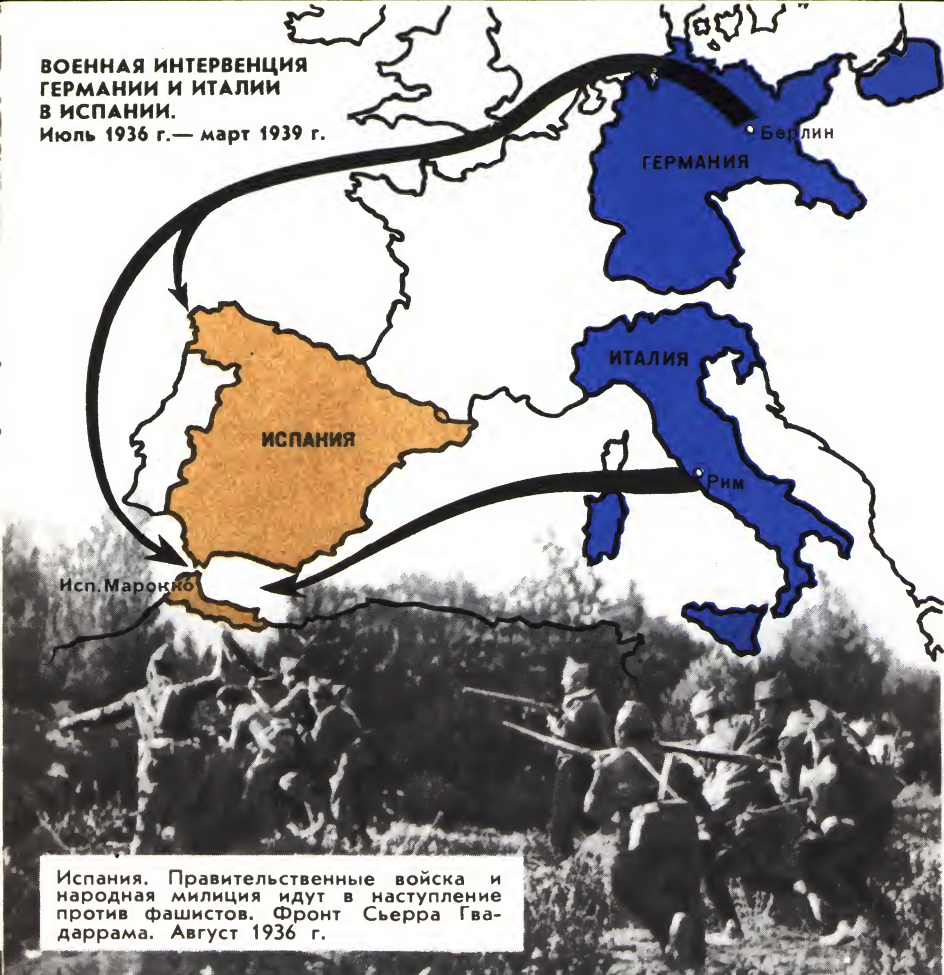 ВОЕННАЯ ИНТЕРВЕНЦИЯ
ГЕРМАНИИ И ИТАЛИИ
В ИСПАНИИ.
Июль 1936 г.— март 1939 г.
Берлин
ГЕРМАНИЯ
ИТАЛИЯ
ИСПАНИЯ
Рим
Исп. Марокко
Испания. Правительственные войска и
народная милиция идут в наступление
против фашистов. Фронт Сьерра Гва-
даррама. Август 1936 г.